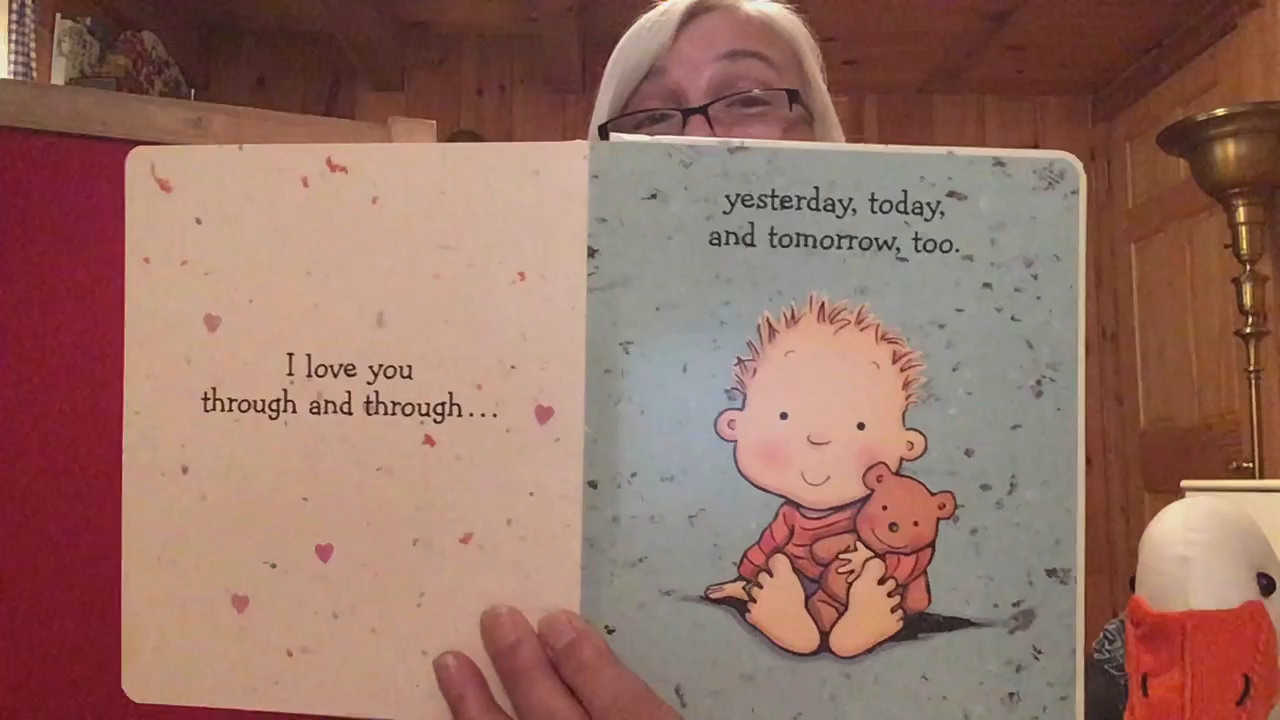 I love you
through and through...
yesterday, today,
and tomorrow, too.